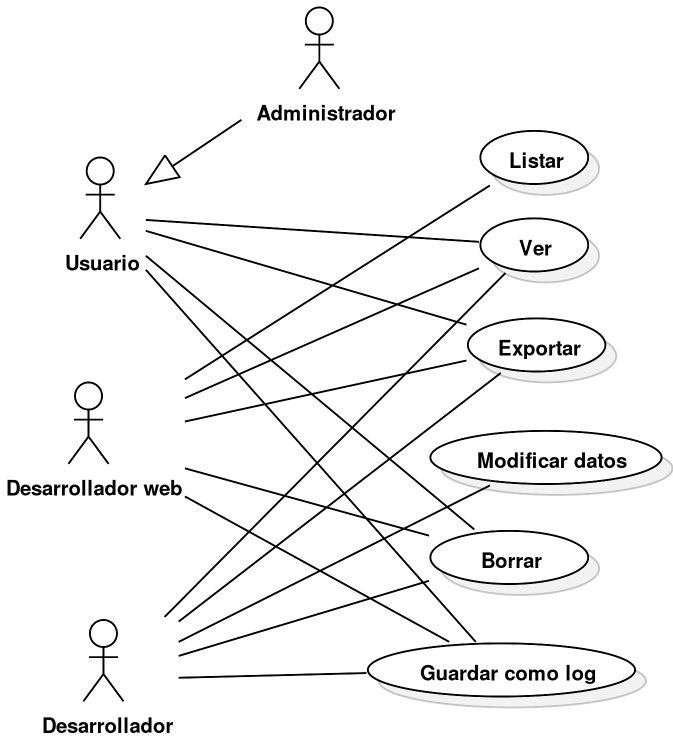 Administrador
Listar
Usuario
Ver
Exportar
Desarrollador web
Modificar datos
Borrar
Guardar como log
Desarrollador